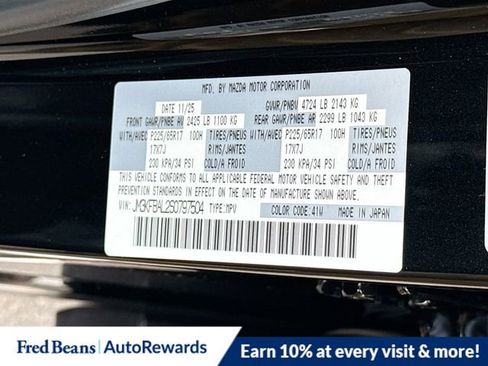 MFD. BY MAZDA MOTOR CORPORATION
DATE 11/25 GVWR/PNBV 4724 LB 2143 KG
FRONT GAWR/PNBE AV 2425 LB 1100 KG REAR GAWR/PNBE AR 2299 LB 1043 KG
WITH/AVEC P225/65R17 100H TIRES/PNEUS WITH/AVEC P225/65R17 100H TIRES/PNEUS
17X7J RIMS/JANTES 17X7J RIMS/JANTES
230 KPA/34 PSI COLD/A FROID 230 KPA/34 PSI COLD/A FROID
THIS VEHICLE CONFORMS TO ALL APPLICABLE FEDERAL MOTOR VEHICLE SAFETY AND THEFT
PREVENTION STANDARDS IN EFFECT ON THE DATE OF MANUFACTURE SHOWN ABOVE.
VIN: JM3KFBAL2S0797504 TYPE:MPV COLOR CODE:41W MADE IN JAPAN
Fred Beans AutoRewards
Earn 10% at every visit & more!